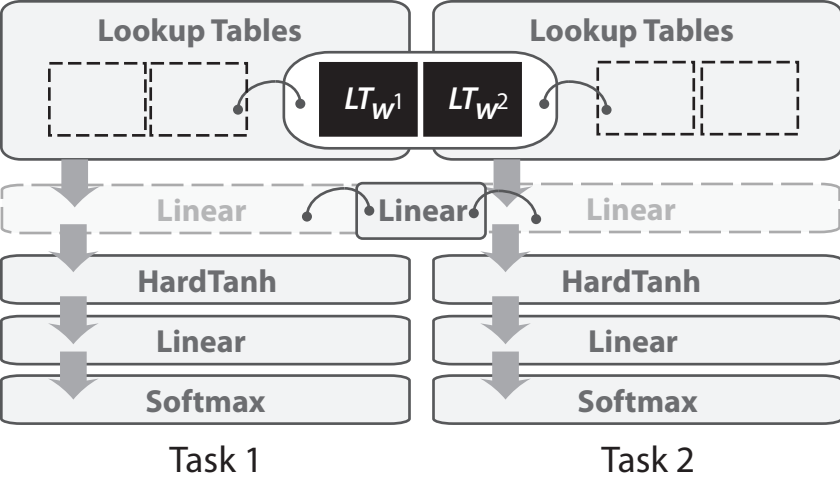 Lookup Tables Lookup Tables
LTW1 LTW2
Linear Linear Linear
HardTanh HardTanh
Linear Linear
Softmax Softmax
Task 1 Task 2